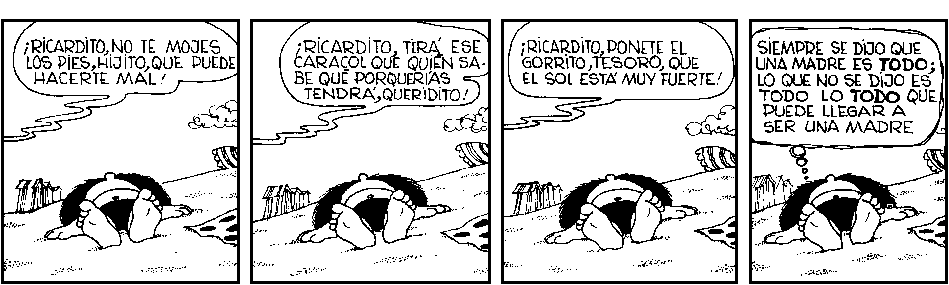 ¡RICARDITO, NO TE MOJES
LOS PIES, HIJITO, QUE PUEDE
HACERTE MAL!
¡RICARDITO, TIRÁ ESE
CARACOL QUE QUIÉN SA-
BE QUÉ PORQUERÍAS
TENDRÁ, QUERIDITO!
¡RICARDITO, PONETE EL
GORRITO, TESORO, QUE
EL SOL ESTÁ MUY FUERTE!
SIEMPRE SE DIJO QUE
UNA MADRE ES TODO;
LO QUE NO SE DIJO ES
TODO LO TODO QUE
PUEDE LLEGAR A
SER UNA MADRE